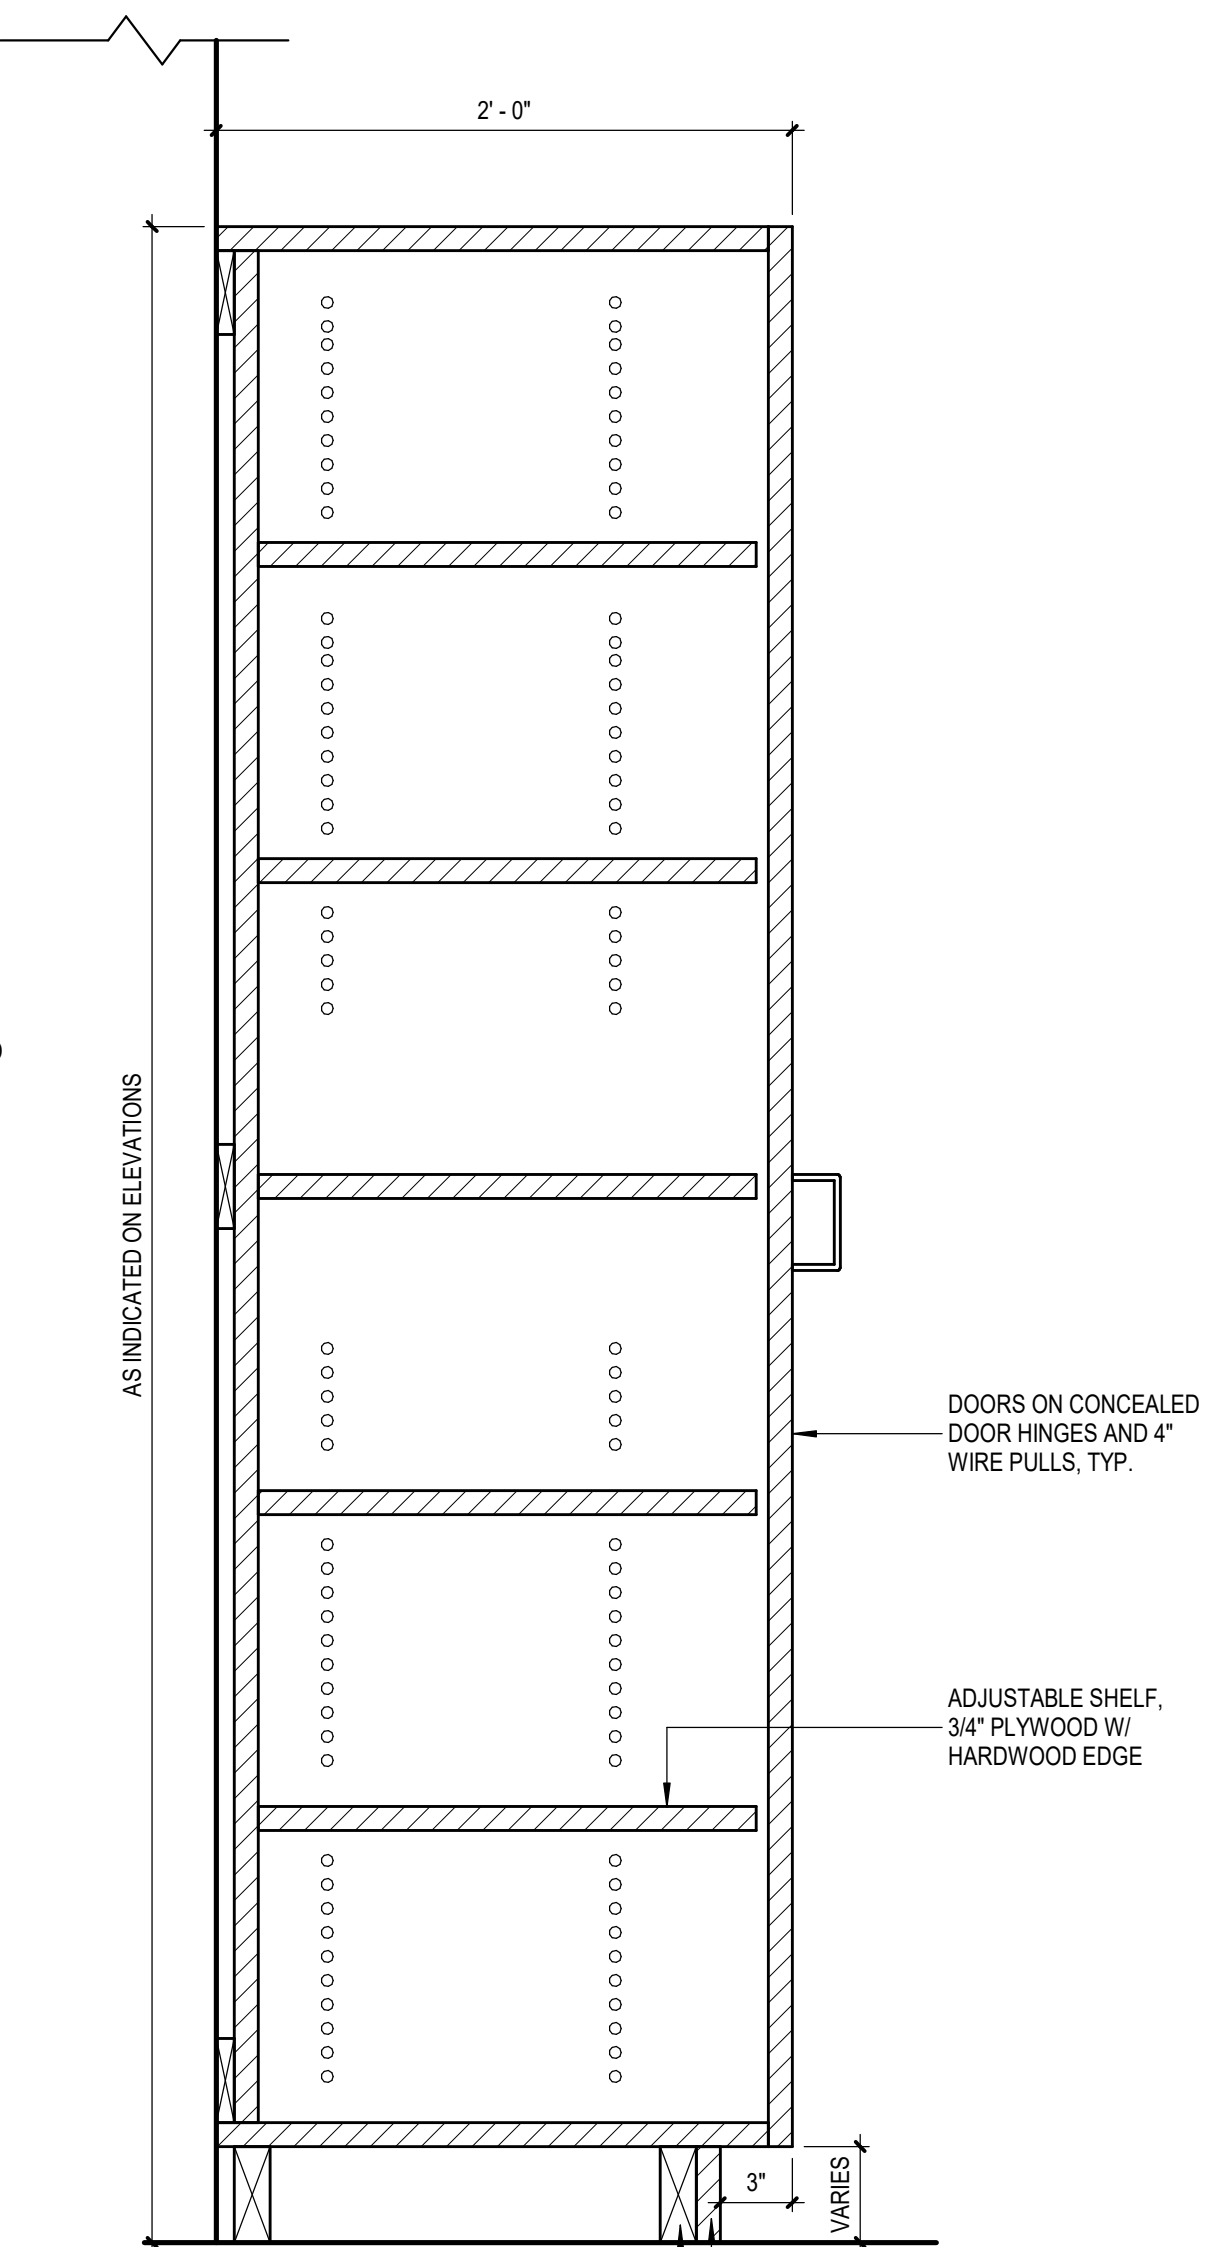 2' - 0"
AS INDICATED ON ELEVATIONS
DOORS ON CONCEALED
DOOR HINGES AND 4"
WIRE PULLS, TYP.
ADJUSTABLE SHELF,
3/4" PLYWOOD W/
HARDWOOD EDGE
3"
VARIES